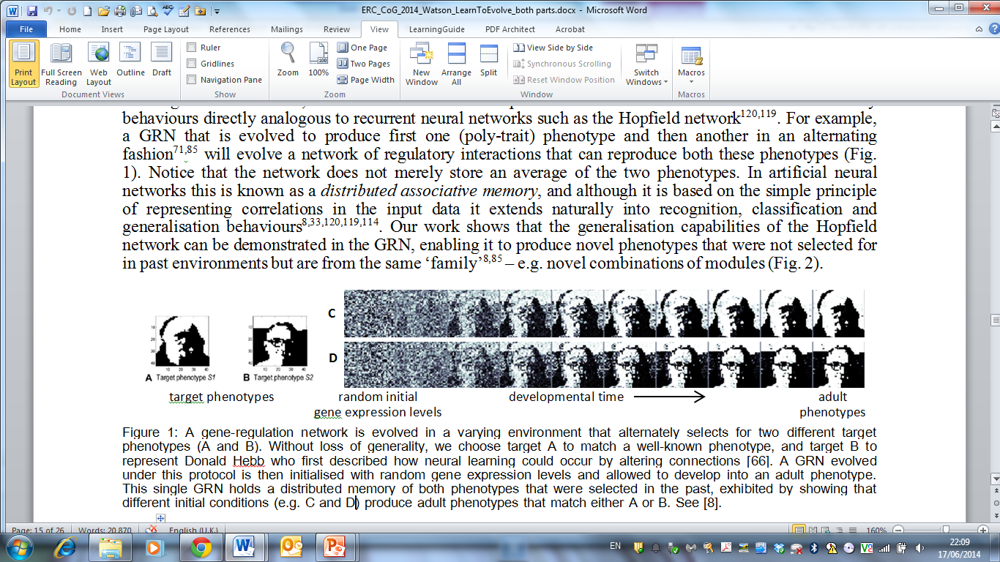 ERC_CoG_2014_Watson_LearnToEvolve_both parts.docx - Microsoft Word
File Home Insert Page Layout References Mailings Review View LearningGuide PDF Architect Acrobat
Print Layout
Full Screen Reading
Web Layout
Outline
Draft
Document Views
Ruler
Gridlines
Navigation Pane
Show
Zoom
100%
One Page
Two Pages
Page Width
Zoom
New Window
Arrange All
Split
View Side by Side
Synchronous Scrolling
Reset Window Position
Switch Windows
Window
Macros
Macros
behaviours directly analogous to recurrent neural networks such as the Hopfield network120,119. For example,
a GRN that is evolved to produce first one (poly-trait) phenotype and then another in an alternating
fashion71,85 will evolve a network of regulatory interactions that can reproduce both these phenotypes (Fig.
1). Notice that the network does not merely store an average of the two phenotypes. In artificial neural
networks this is known as a distributed associative memory, and although it is based on the simple principle
of representing correlations in the input data it extends naturally into recognition, classification and
generalisation behaviours8,33,120,119,114. Our work shows that the generalisation capabilities of the Hopfield
network can be demonstrated in the GRN, enabling it to produce novel phenotypes that were not selected for
in past environments but are from the same ‘family’8,85 – e.g. novel combinations of modules (Fig. 2).
C
D
10 20 30 40
10 20 30 40
A Target phenotype S1
B Target phenotype S2
target phenotypes
random initial
gene expression levels
developmental time
adult
phenotypes
Figure 1: A gene-regulation network is evolved in a varying environment that alternately selects for two different target
phenotypes (A and B). Without loss of generality, we choose target A to match a well-known phenotype, and target B to
represent Donald Hebb who first described how neural learning could occur by altering connections [66]. A GRN evolved
under this protocol is then initialised with random gene expression levels and allowed to develop into an adult phenotype.
This single GRN holds a distributed memory of both phenotypes that were selected in the past, exhibited by showing that
different initial conditions (e.g. C and D) produce adult phenotypes that match either A or B. See [8].
Page: 15 of 26 Words: 20,870 English (U.K.) 160%
EN
22:09
17/06/2014